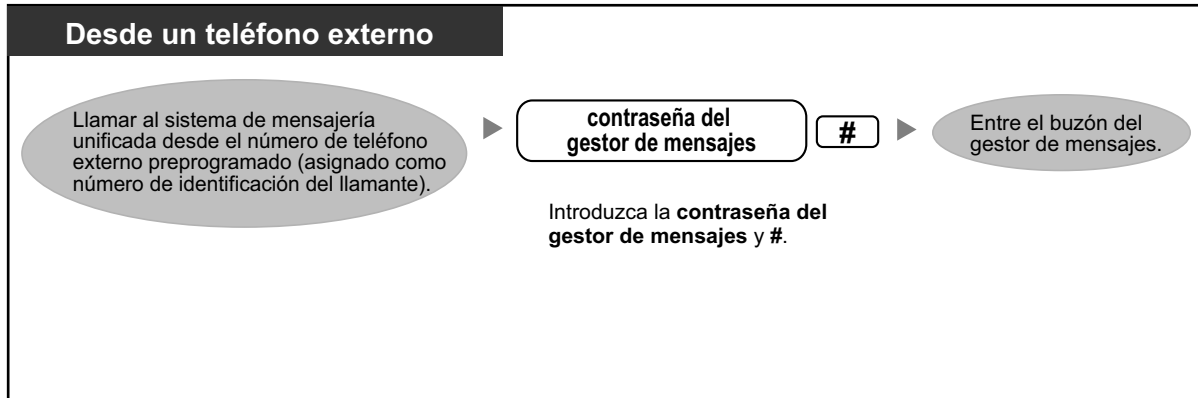 Desde un teléfono externo
Llamar al sistema de mensajería
unificada desde el número de teléfono
externo preprogramado (asignado como
número de identificación del llamante).
contraseña del
gestor de mensajes
#
Entre el buzón del
gestor de mensajes.
Introduzca la contraseña del
gestor de mensajes y #.